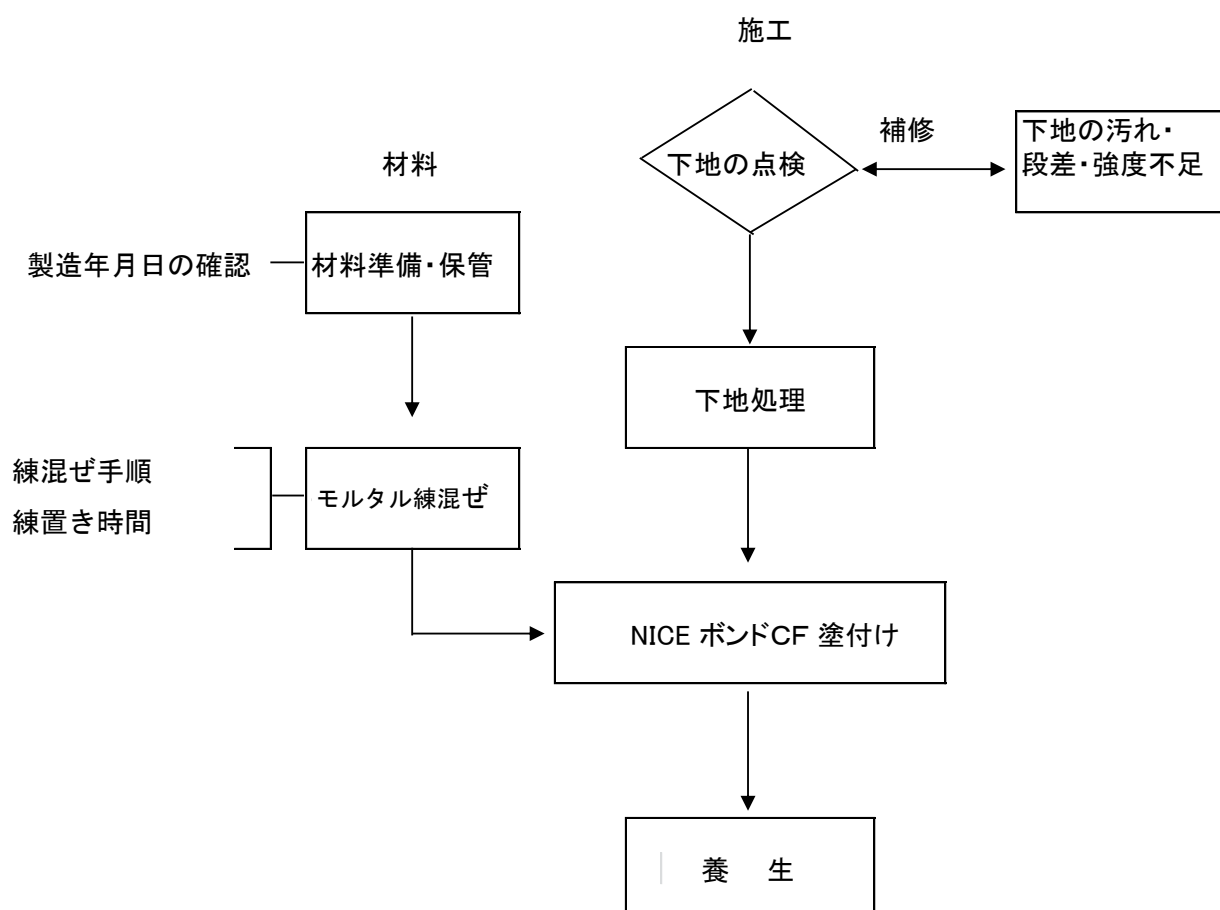 施工
下地の点検
補修
下地の汚れ・
段差・強度不足
材料
製造年月日の確認
材料準備・保管
下地処理
練混ぜ手順
練置き時間
モルタル練混ぜ
NICE ボンドCF 塗付け
養 生